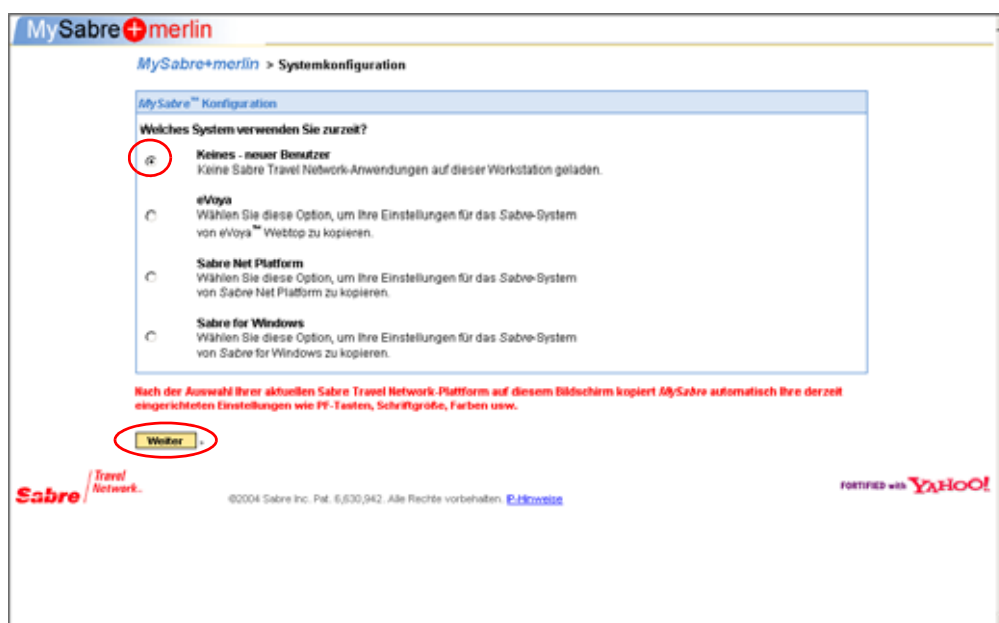 MySabre+merlin
MySabre+merlin > Systemkonfiguration
MySabre™ Konfiguration
Welches System verwenden Sie zurzeit?
Keines - neuer Benutzer
Keine Sabre Travel Network-Anwendungen auf dieser Workstation geladen.
eVoya
Wählen Sie diese Option, um Ihre Einstellungen für das Sabre-System
von eVoya™ Webtop zu kopieren.
Sabre Net Platform
Wählen Sie diese Option, um Ihre Einstellungen für das Sabre-System
von Sabre Net Platform zu kopieren.
Sabre for Windows
Wählen Sie diese Option, um Ihre Einstellungen für das Sabre-System
von Sabre for Windows zu kopieren.
Nach der Auswahl Ihrer aktuellen Sabre Travel Network-Plattform auf diesem Bildschirm kopiert MySabre automatisch Ihre derzeit
eingerichteten Einstellungen wie PF-Tasten, Schriftgröße, Farben usw.
Weiter .
Sabre Travel Network.
©2004 Sabre Inc. Pat. 6,630,942. Alle Rechte vorbehalten. IP-Hinweise
FORTIFIED with YAHOO!